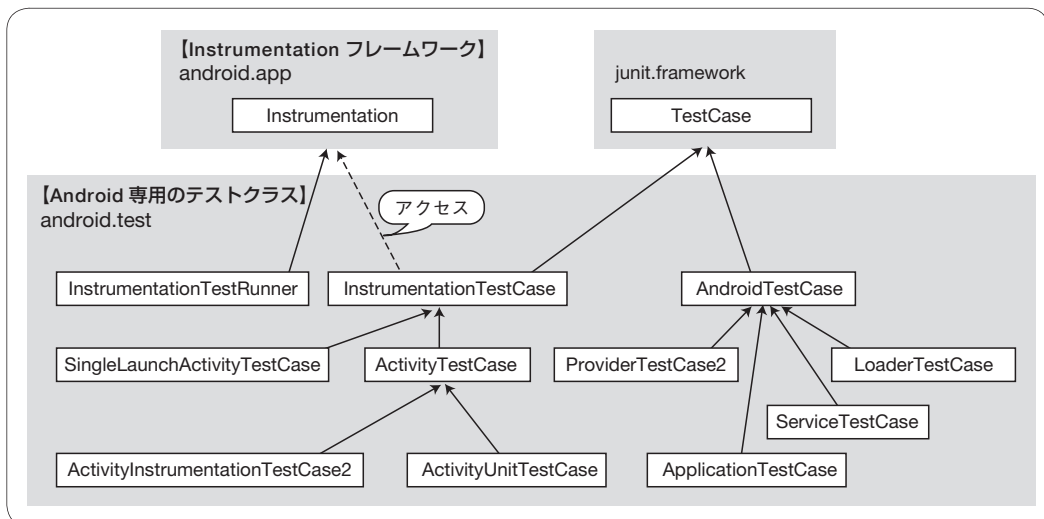 【Instrumentation フレームワーク】
android.app
Instrumentation
junit.framework
TestCase
【Android 専用のテストクラス】
android.test
アクセス
InstrumentationTestRunner
InstrumentationTestCase
AndroidTestCase
SingleLaunchActivityTestCase
ActivityTestCase
ProviderTestCase2
LoaderTestCase
ServiceTestCase
ActivityInstrumentationTestCase2
ActivityUnitTestCase
ApplicationTestCase